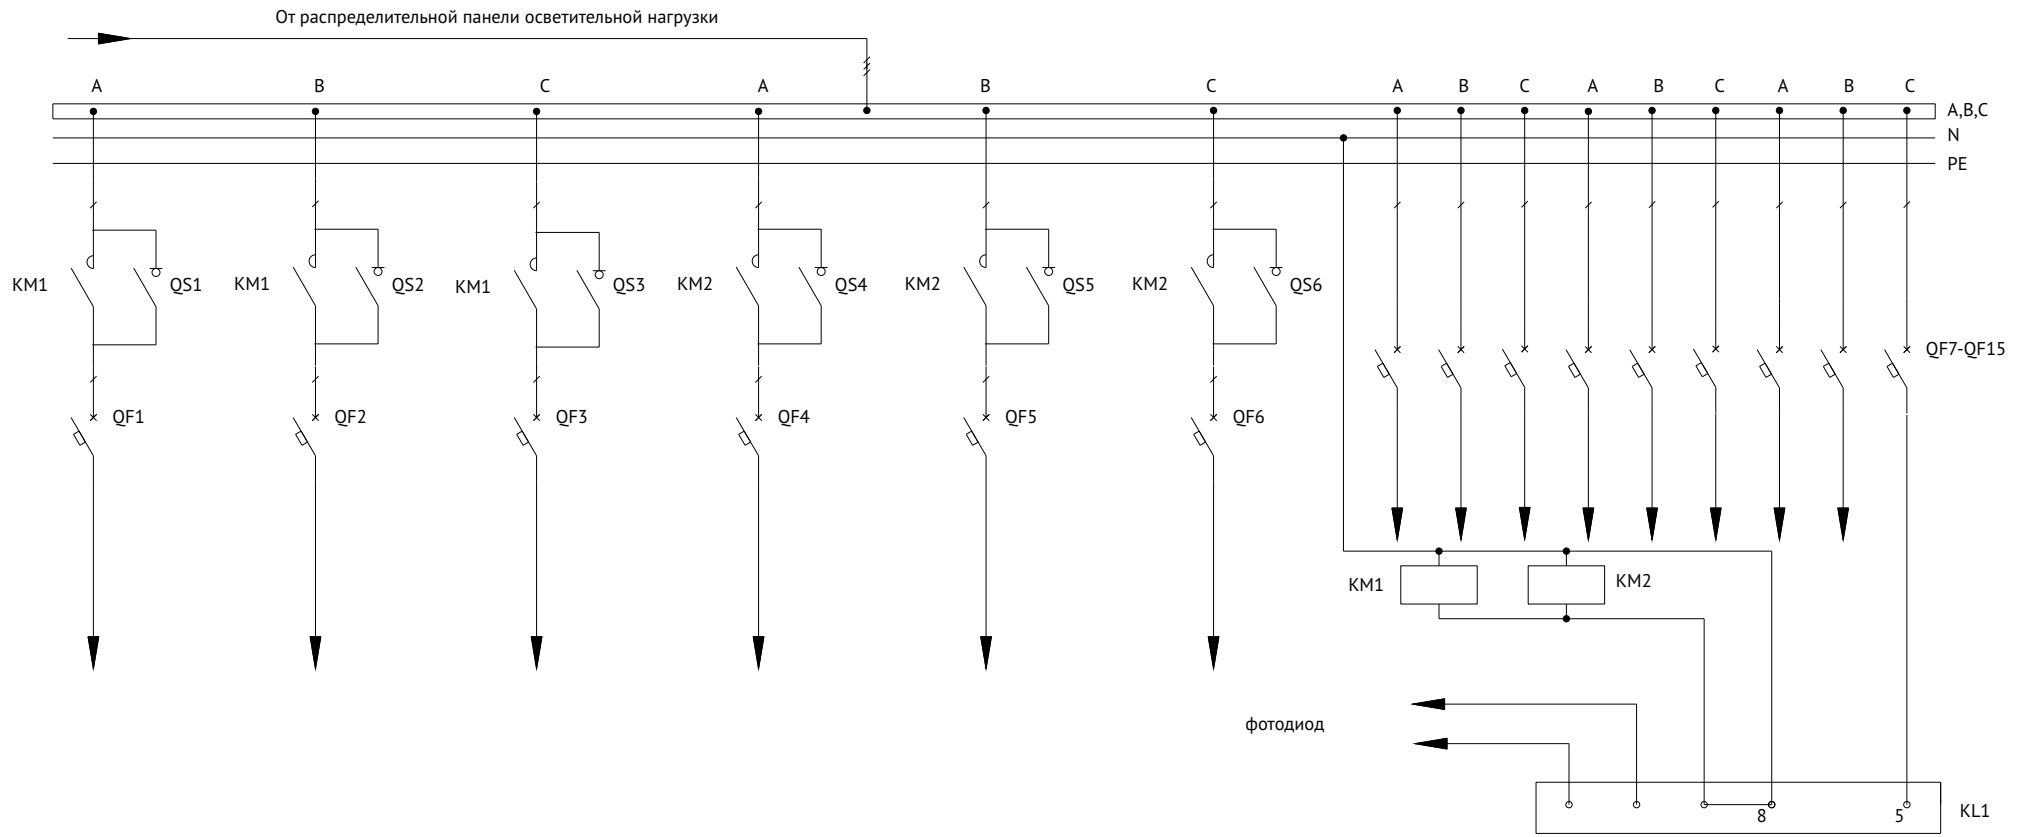 От распределительной панели осветительной нагрузки
A B C A B C A B C A B C A B C
A,B,C
N
PE
KM1 QS1 KM1 QS2 KM1 QS3 KM2 QS4 KM2 QS5 KM2 QS6
QF7-QF15
QF1 QF2 QF3 QF4 QF5 QF6
KM1 KM2
фотодиод
8 5 KL1